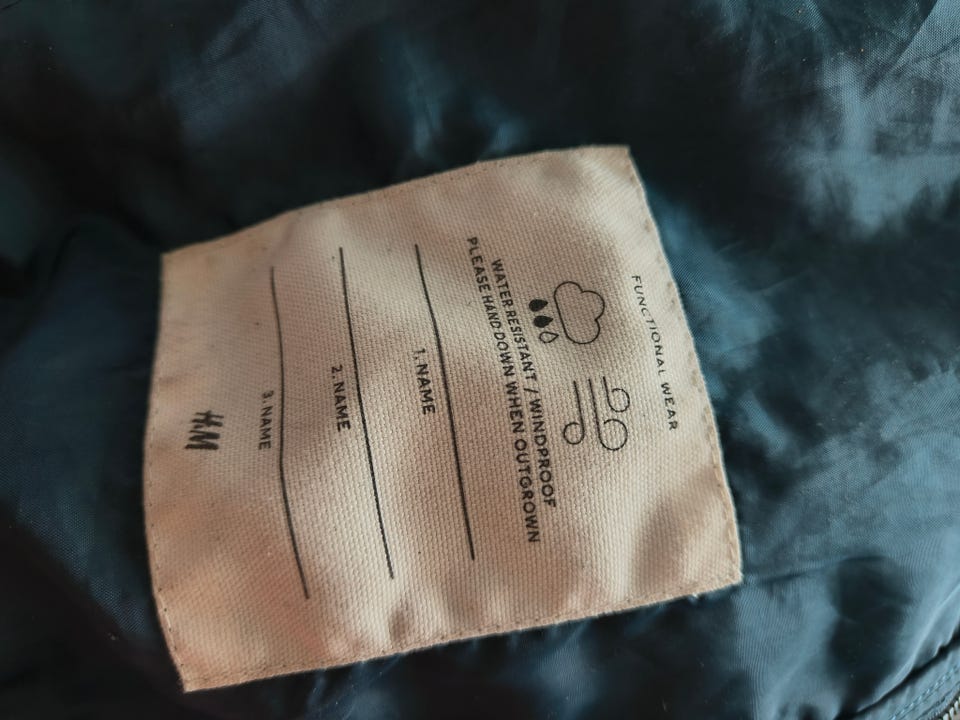 FUNCTIONAL WEAR
WATER RESISTANT / WINDPROOF
PLEASE HAND DOWN WHEN OUTGROWN
1. NAME
2. NAME
3. NAME
H&M